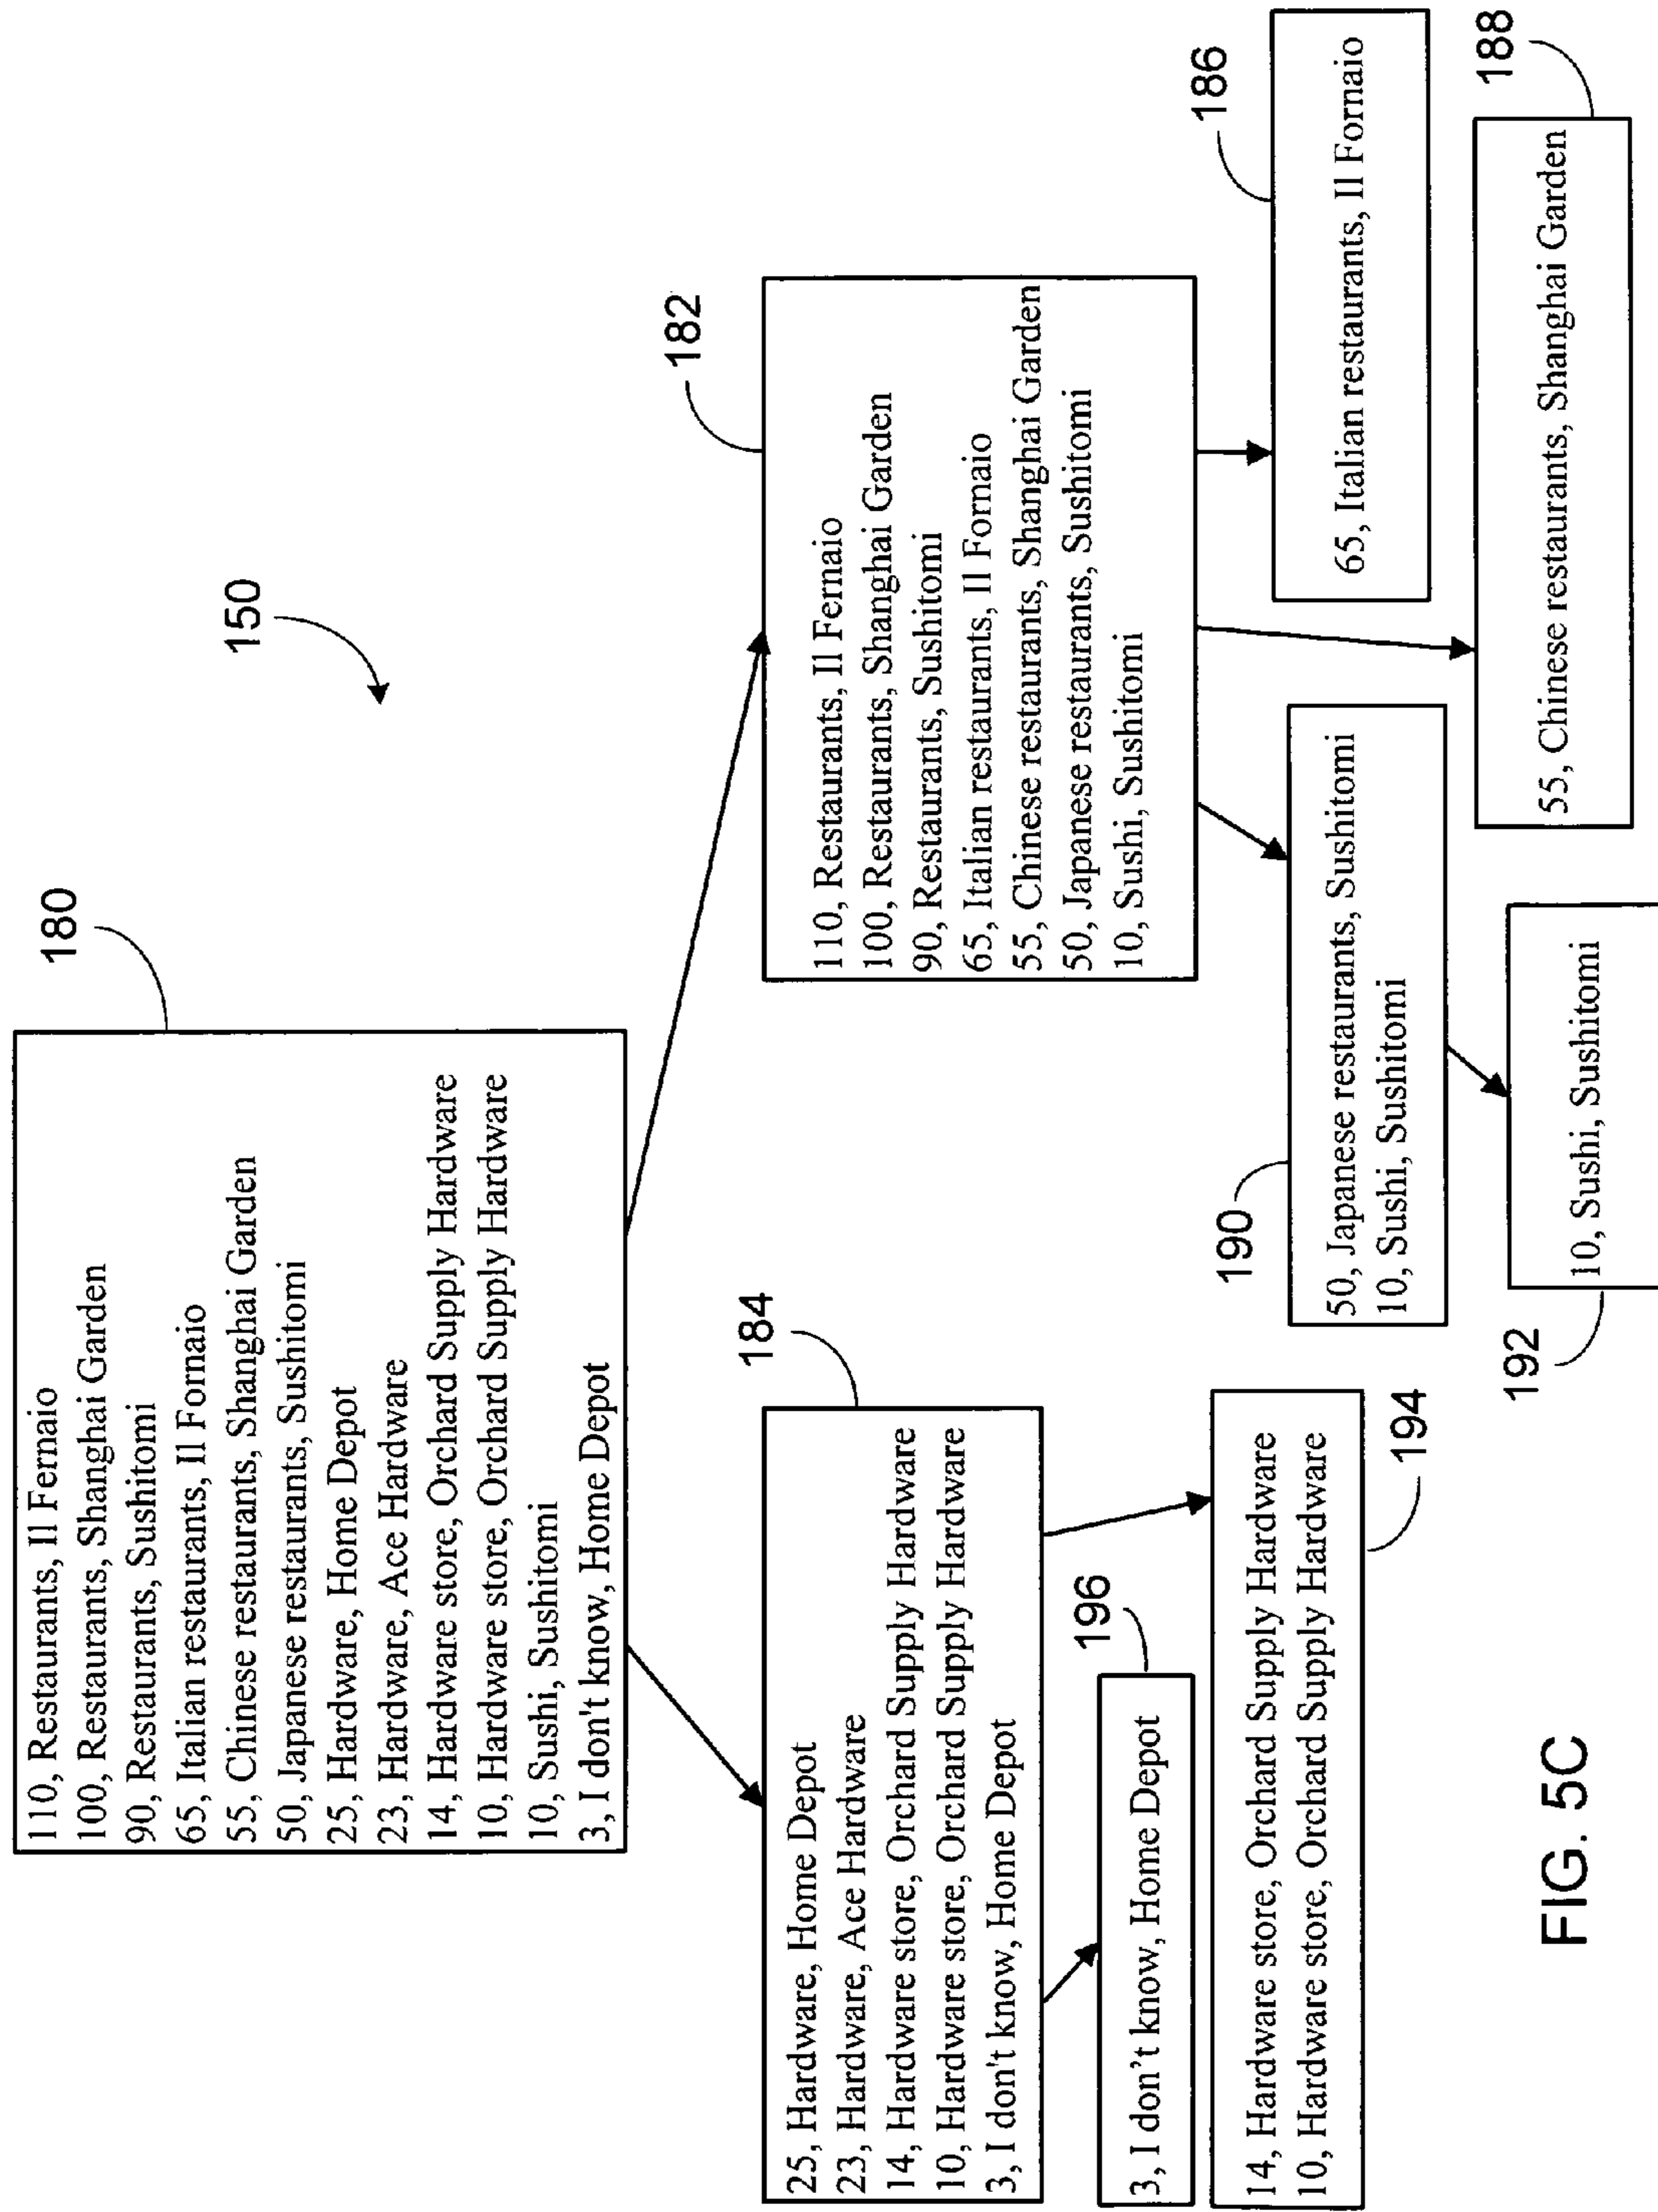 150
180
110, Restaurants, Il Fernaio
100, Restaurants, Shanghai Garden
90, Restaurants, Sushitomi
65, Italian restaurants, Il Fornaio
55, Chinese restaurants, Shanghai Garden
50, Japanese restaurants, Sushitomi
25, Hardware, Home Depot
23, Hardware, Ace Hardware
14, Hardware store, Orchard Supply Hardware
10, Hardware store, Orchard Supply Hardware
10, Sushi, Sushitomi
3, I don't know, Home Depot
184
25, Hardware, Home Depot
23, Hardware, Ace Hardware
14, Hardware store, Orchard Supply Hardware
10, Hardware store, Orchard Supply Hardware
3, I don't know, Home Depot
182
110, Restaurants, Il Fernaio
100, Restaurants, Shanghai Garden
90, Restaurants, Sushitomi
65, Italian restaurants, Il Fornaio
55, Chinese restaurants, Shanghai Garden
50, Japanese restaurants, Sushitomi
10, Sushi, Sushitomi
196
3, I don't know, Home Depot
14, Hardware store, Orchard Supply Hardware
10, Hardware store, Orchard Supply Hardware
194
190
50, Japanese restaurants, Sushitomi
10, Sushi, Sushitomi
186
65, Italian restaurants, Il Fornaio
188
55, Chinese restaurants, Shanghai Garden
192
10, Sushi, Sushitomi
FIG. 5C